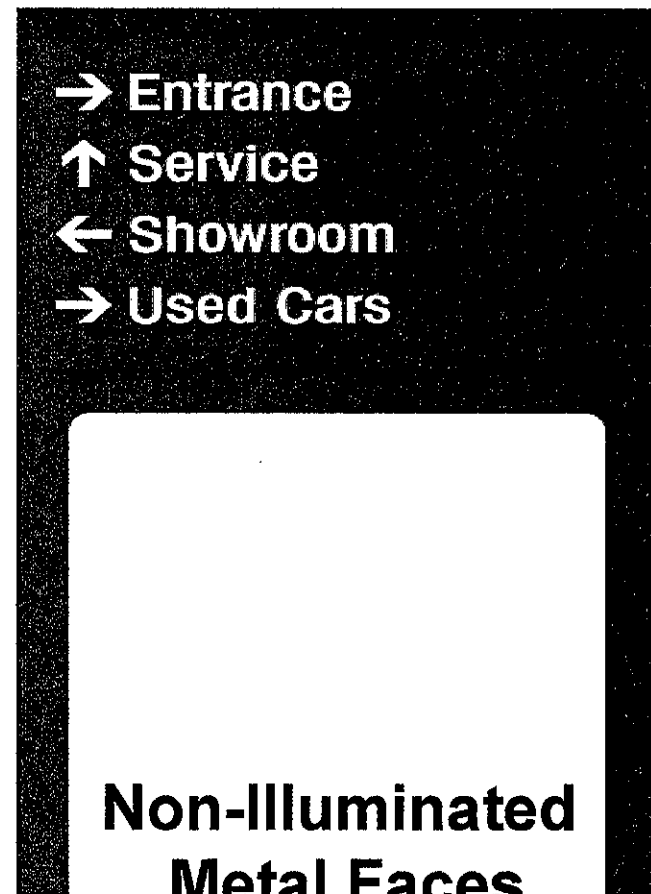 → Entrance
↑ Service
← Showroom
→ Used Cars
Non-Illuminated
Metal Faces